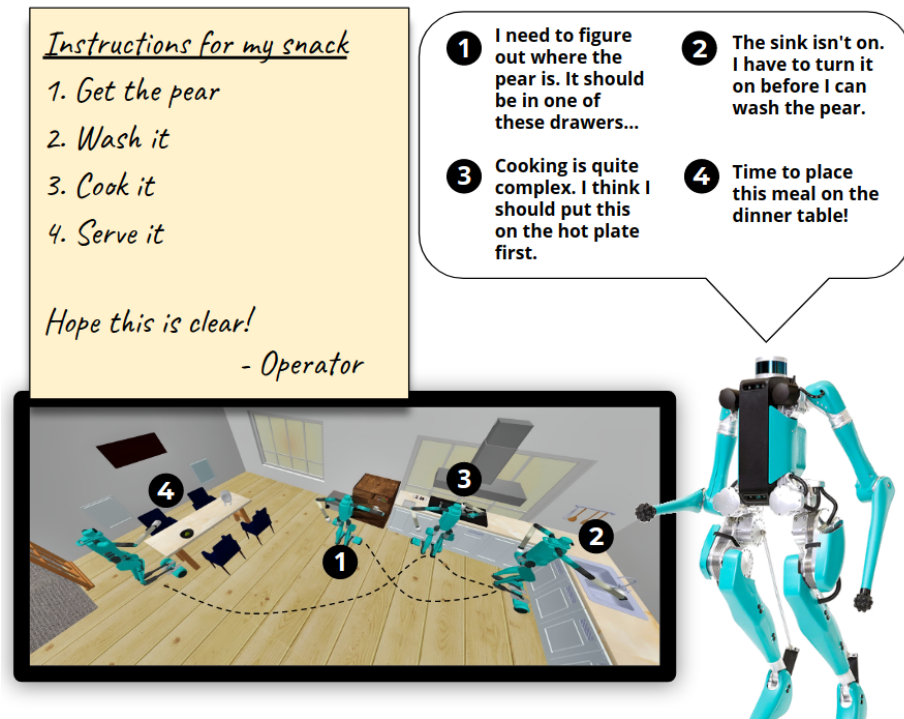 Instructions for my snack
1. Get the pear
2. Wash it
3. Cook it
4. Serve it
Hope this is clear!
- Operator
1
I need to figure
out where the
pear is. It should
be in one of
these drawers...
2
The sink isn't on.
I have to turn it
on before I can
wash the pear.
3
Cooking is quite
complex. I think I
should put this
on the hot plate
first.
4
Time to place
this meal on the
dinner table!
4
3
2
1